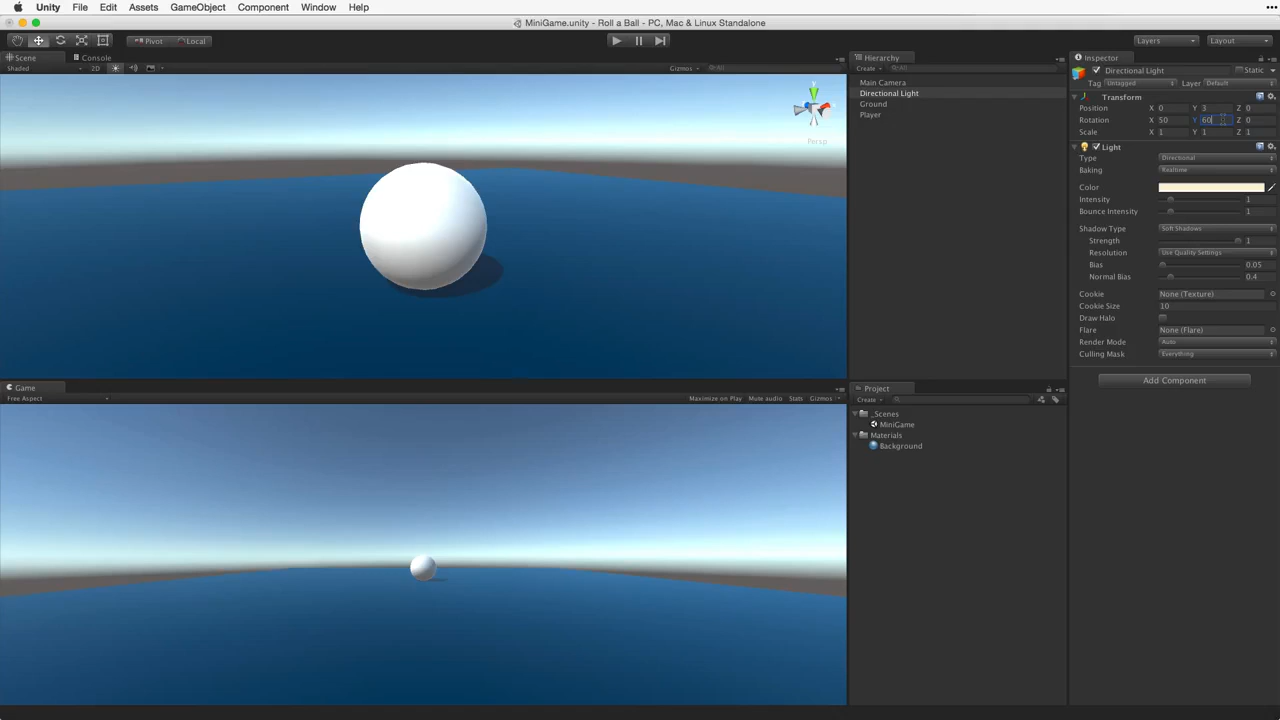 Unity File Edit Assets GameObject Component Window Help
MiniGame.unity - Roll a Ball - PC, Mac & Linux Standalone
Pivot Local Layers Layout
Scene Console
Shaded 2D Gizmos All
y
Persp
Hierarchy
Create All
Main Camera
Directional Light
Ground
Player
Inspector
Directional Light Static
Tag Untagged Layer Default
Transform
Position X 0 Y 3 Z 0
Rotation X 50 Y 60 Z 0
Scale X 1 Y 1 Z 1
Light
Type Directional
Baking Realtime
Color
Intensity 1
Bounce Intensity 1
Shadow Type Soft Shadows
Strength 1
Resolution Use Quality Settings
Bias 0.05
Normal Bias 0.4
Cookie None (Texture)
Cookie Size 10
Draw Halo
Flare None (Flare)
Render Mode Auto
Culling Mask Everything
Add Component
Game
Free Aspect Maximize on Play Mute audio Stats Gizmos
Project
Create
_Scenes
MiniGame
Materials
Background